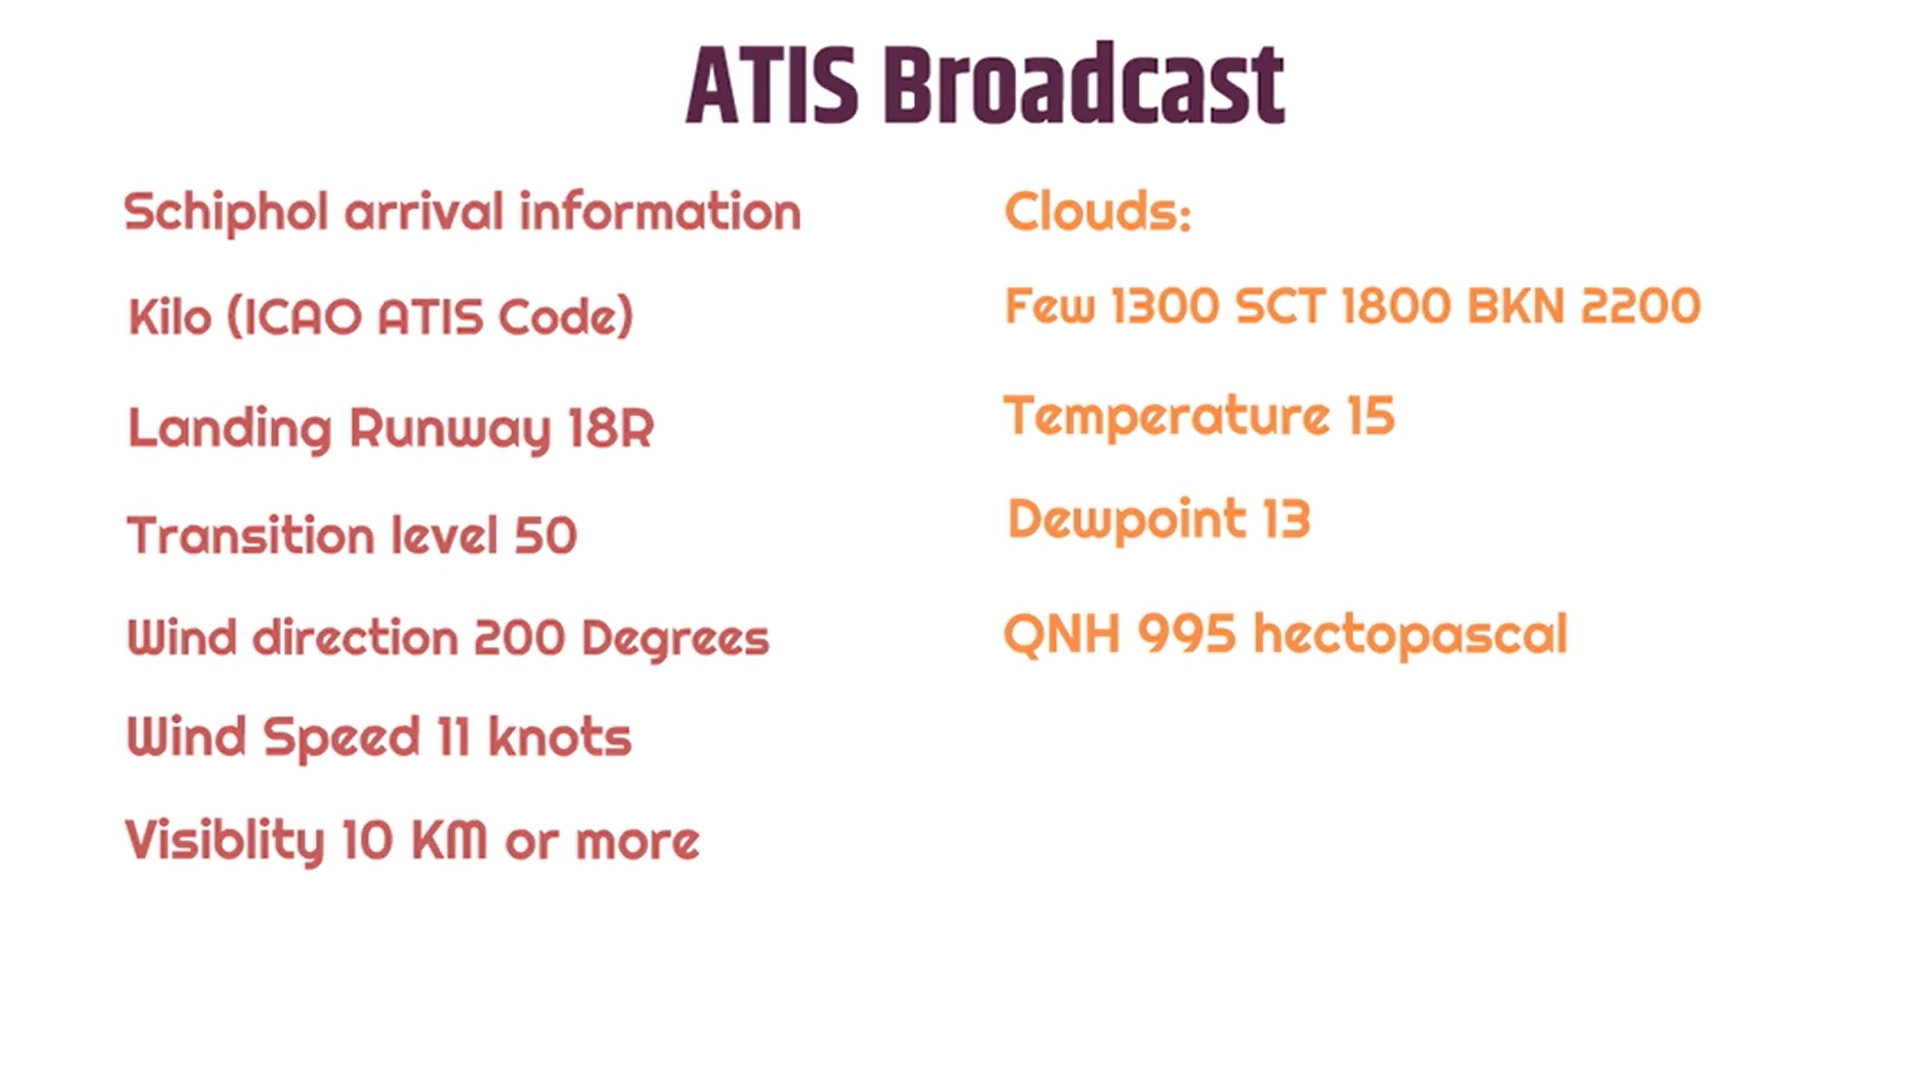 ATIS Broadcast
Schiphol arrival information
Kilo (ICAO ATIS Code)
Landing Runway 18R
Transition level 50
Wind direction 200 Degrees
Wind Speed 11 knots
Visiblity 10 KM or more
Clouds:
Few 1300 SCT 1800 BKN 2200
Temperature 15
Dewpoint 13
QNH 995 hectopascal